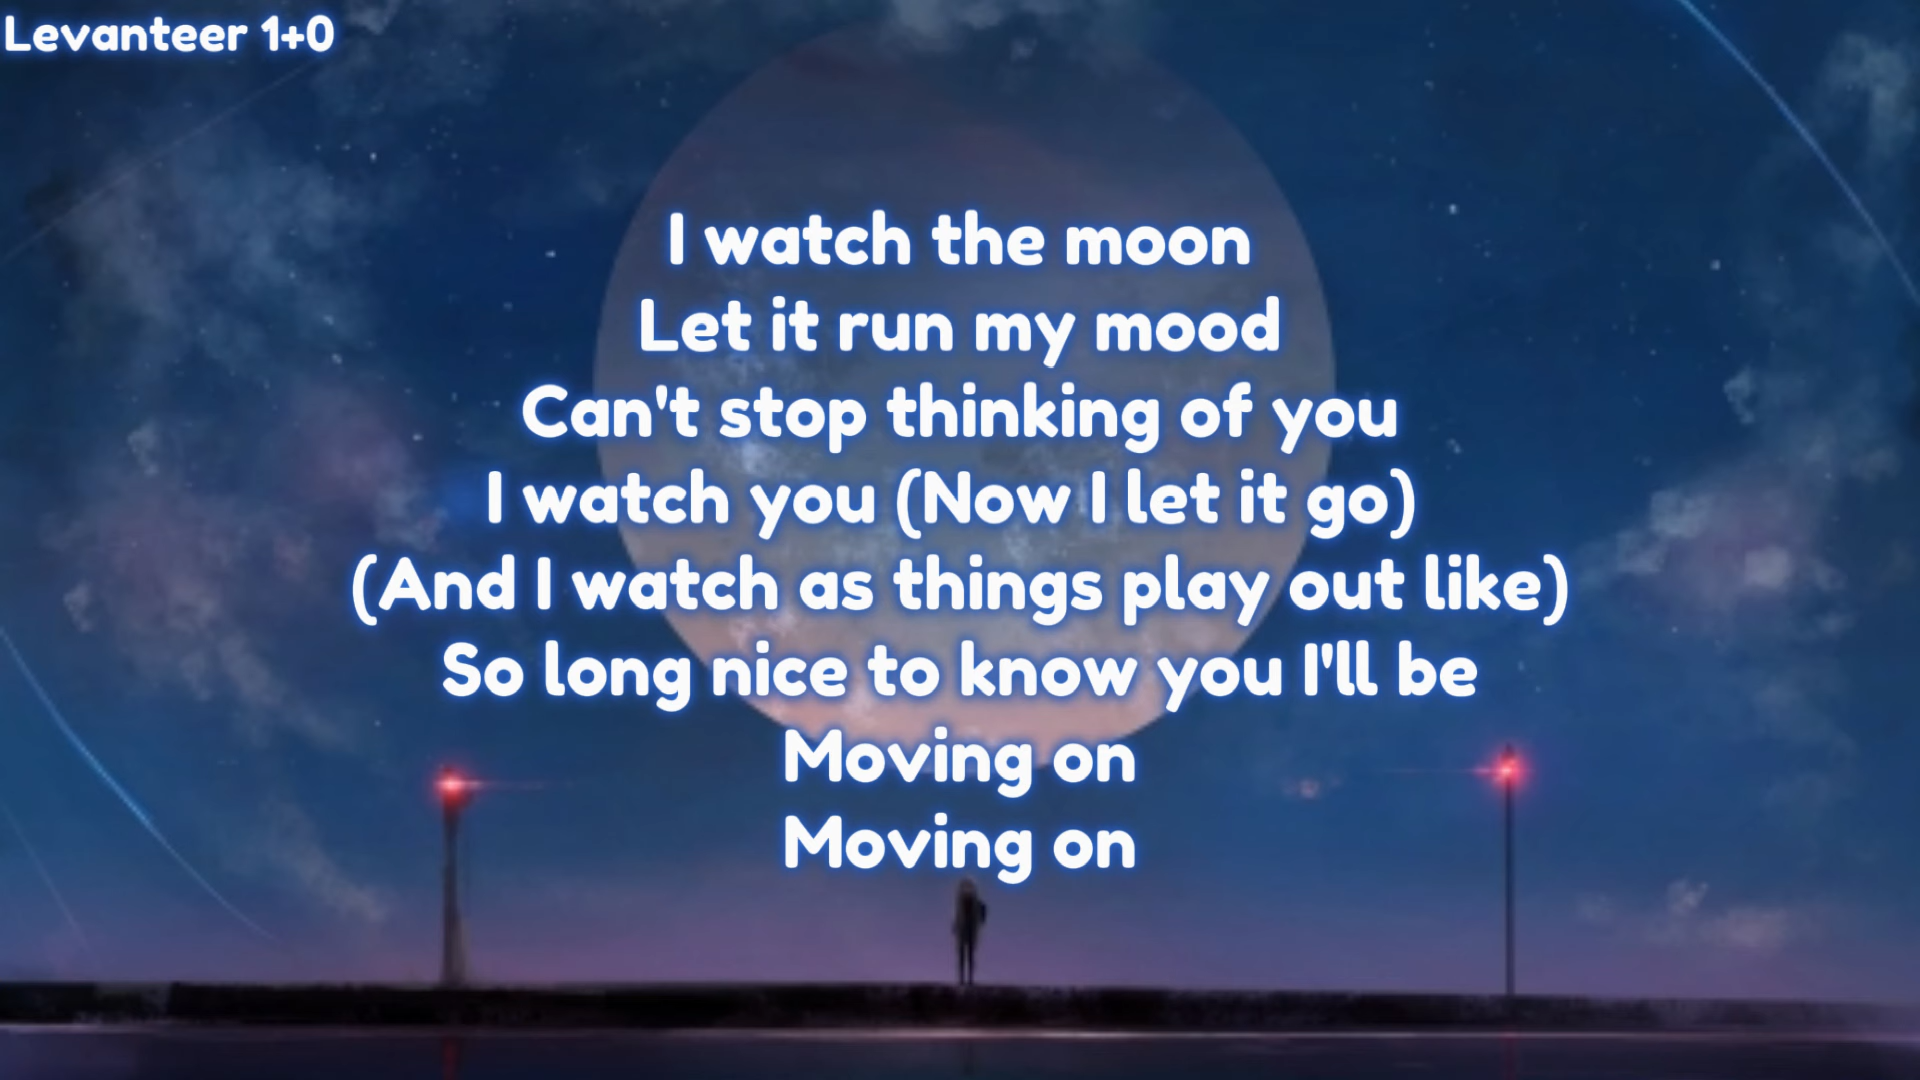 Levanteer 1+0
I watch the moon
Let it run my mood
Can't stop thinking of you
I watch you (Now I let it go)
(And I watch as things play out like)
So long nice to know you I'll be
Moving on
Moving on